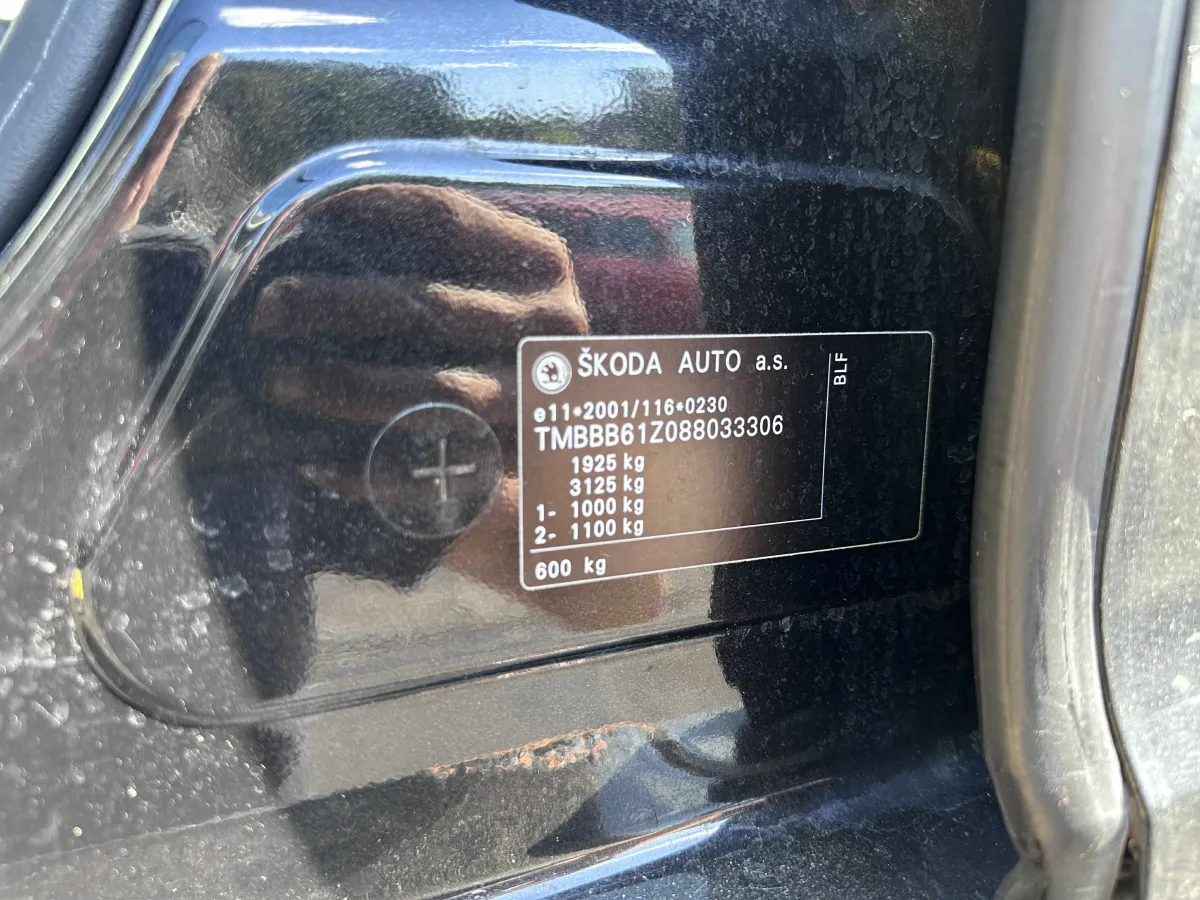 ŠKODA AUTO a.s.
BLF
e11*2001/116*0230
TMBBB61Z088033306
1925 kg
3125 kg
1- 1000 kg
2- 1100 kg
600 kg